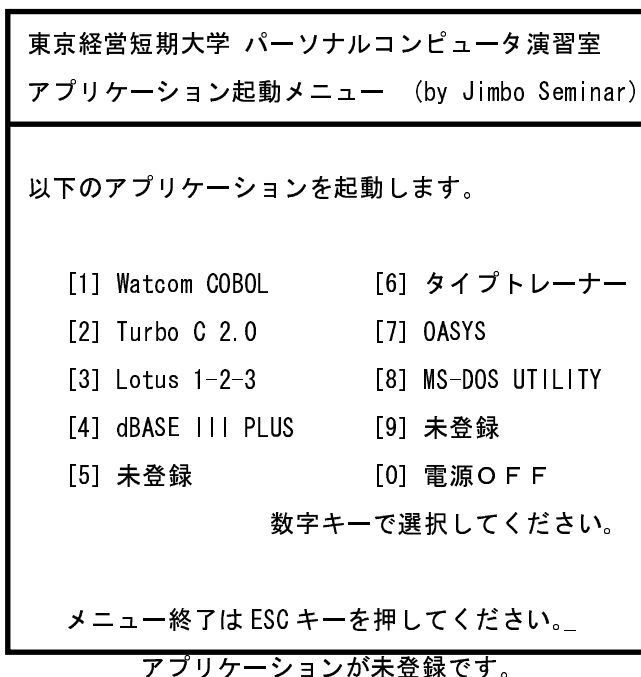 東京経営短期大学 パーソナルコンピュータ演習室
アプリケーション起動メニュー (by Jimbo Seminar)
以下のアプリケーションを起動します。
[1] Watcom COBOL [6] タイプトレーナー
[2] Turbo C 2.0 [7] OASYS
[3] Lotus 1-2-3 [8] MS-DOS UTILITY
[4] dBASE III PLUS [9] 未登録
[5] 未登録 [0] 電源OFF
数字キーで選択してください。
メニュー終了は ESC キーを押してください。_
アプリケーションが未登録です。